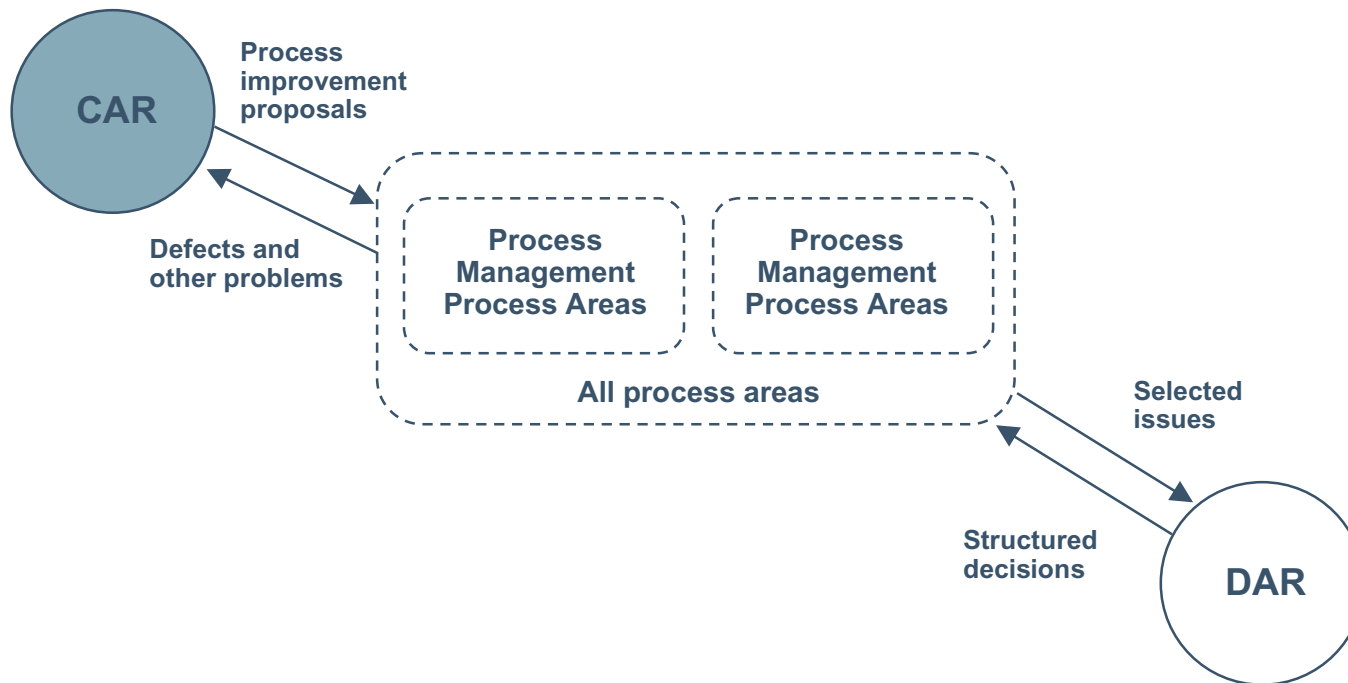 CAR
Process
improvement
proposals
Defects and
other problems
Process
Management
Process Areas
Process
Management
Process Areas
All process areas
Selected
issues
Structured
decisions
DAR